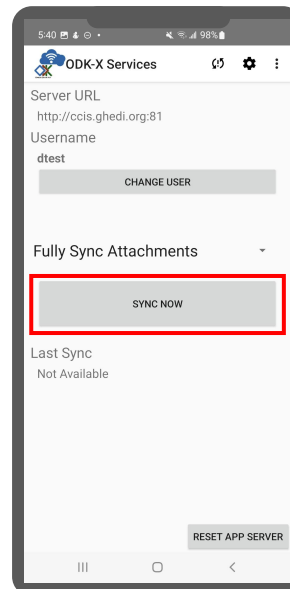 5:40 98%
ODK-X Services
Server URL
http://ccis.ghedi.org:81
Username
dtest
CHANGE USER
Fully Sync Attachments
SYNC NOW
Last Sync
Not Available
RESET APP SERVER